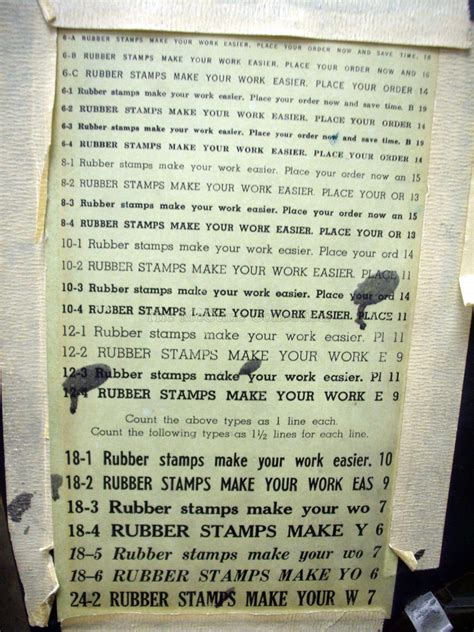 6-A RUBBER STAMPS MAKE YOUR WORK EASIER. PLACE YOUR ORDER NOW AND SAVE TIME. 18
6-B RUBBER STAMPS MAKE YOUR WORK EASIER. PLACE YOUR ORDER NOW AND 16
6-C RUBBER STAMPS MAKE YOUR WORK EASIER. PLACE YOUR ORDER 14
6-1 Rubber stamps make your work easier. Place your order now and save time. B 19
6-2 RUBBER STAMPS MAKE YOUR WORK EASIER. PLACE YOUR ORDER 14
6-3 Rubber stamps make your work easier. Place your order now and save time. B 19
6-4 RUBBER STAMPS MAKE YOUR WORK EASIER. PLACE YOUR ORDER 14
8-1 Rubber stamps make your work easier. Place your order now an 15
8-2 RUBBER STAMPS MAKE YOUR WORK EASIER. PLACE YOUR OR 13
8-3 Rubber stamps make your work easier. Place your order now an 15
8-4 RUBBER STAMPS MAKE YOUR WORK EASIER. PLACE YOUR OR 13
10-1 Rubber stamps make your work easier. Place your ord 14
10-2 RUBBER STAMPS MAKE YOUR WORK EASIER. PLACE 11
10-3 Rubber stamps make your work easier. Place your ord 14
10-4 RUBBER STAMPS MAKE YOUR WORK EASIER. PLACE 11
12-1 Rubber stamps make your work easier. Pl 11
12-2 RUBBER STAMPS MAKE YOUR WORK E 9
12-3 Rubber stamps make your work easier. Pl 11
12-4 RUBBER STAMPS MAKE YOUR WORK E 9
Count the above types as 1 line each.
Count the following types as 1½ lines for each line.
18-1 Rubber stamps make your work easier. 10
18-2 RUBBER STAMPS MAKE YOUR WORK EAS 9
18-3 Rubber stamps make your wo 7
18-4 RUBBER STAMPS MAKE Y 6
18-5 Rubber stamps make your wo 7
18-6 RUBBER STAMPS MAKE YO 6
24-2 RUBBER STAMPS MAKE YOUR W 7